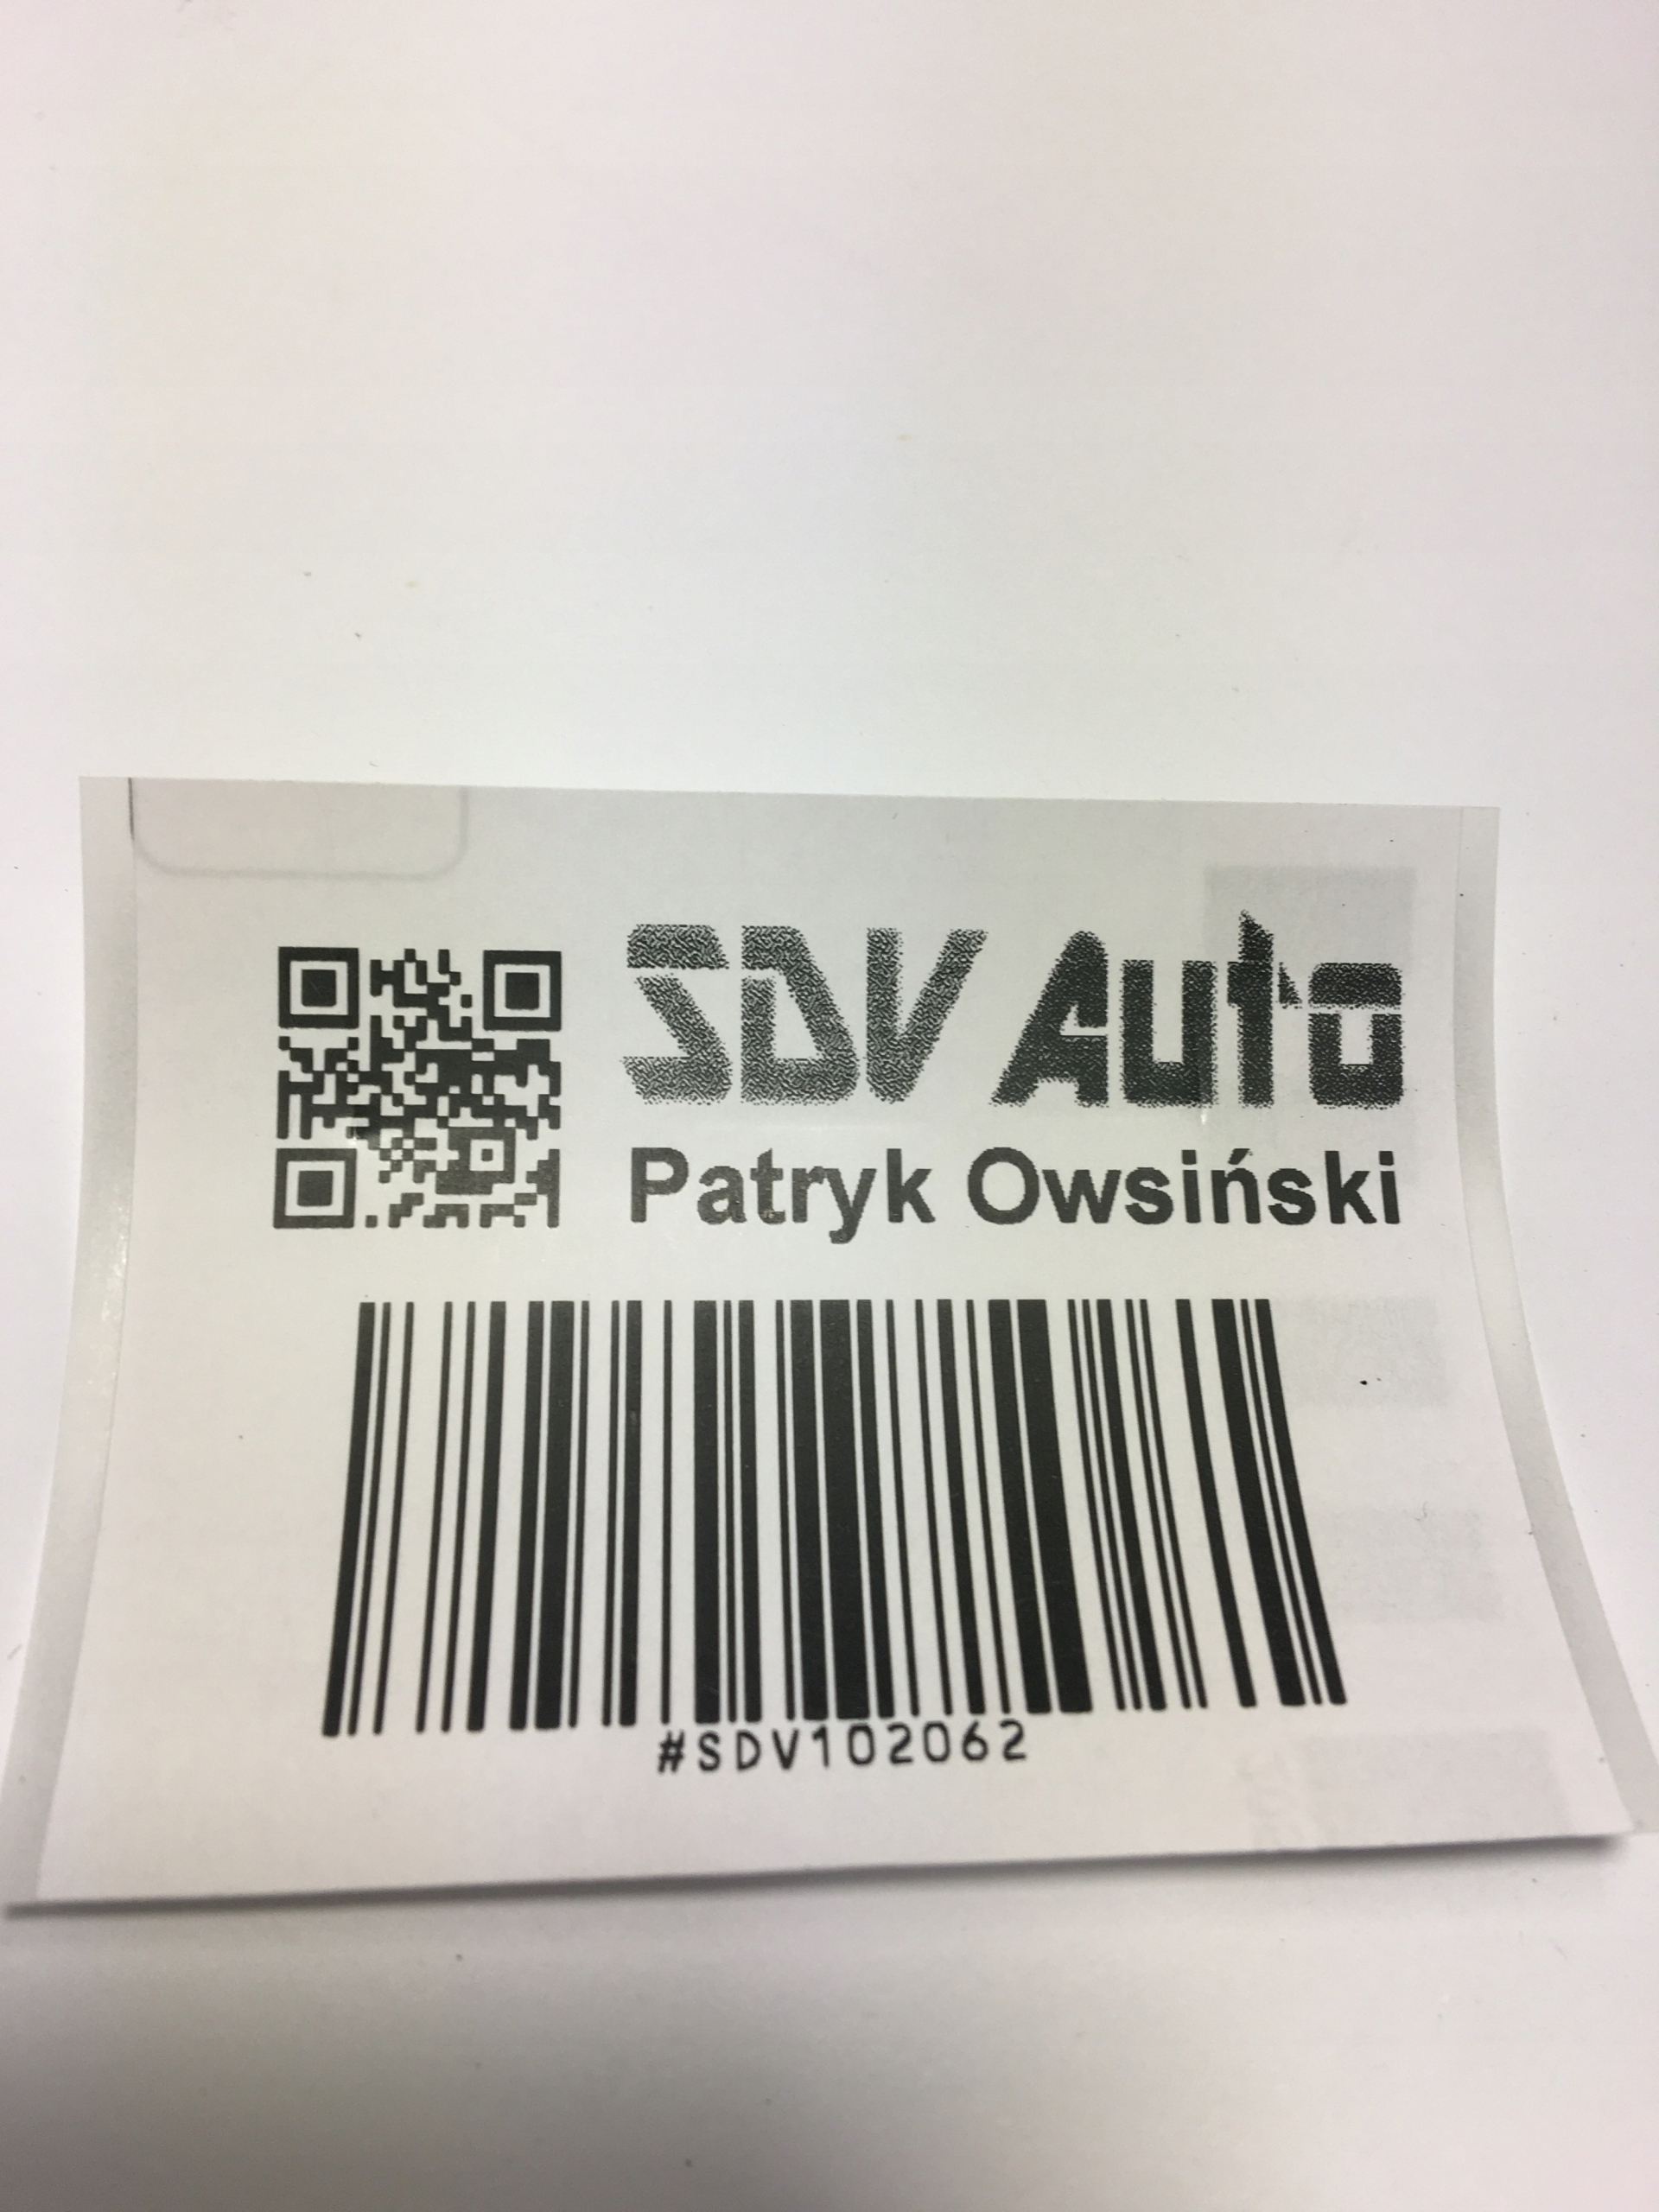 SDV Auto
Patryk Owsiński
#SDV102062